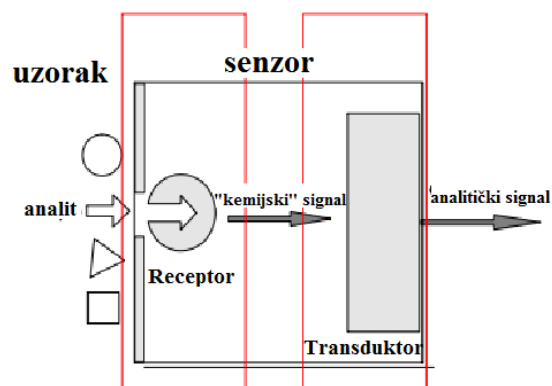 uzorak
senzor
analit
"kemijski" signal
analitički signal
Receptor
Transduktor